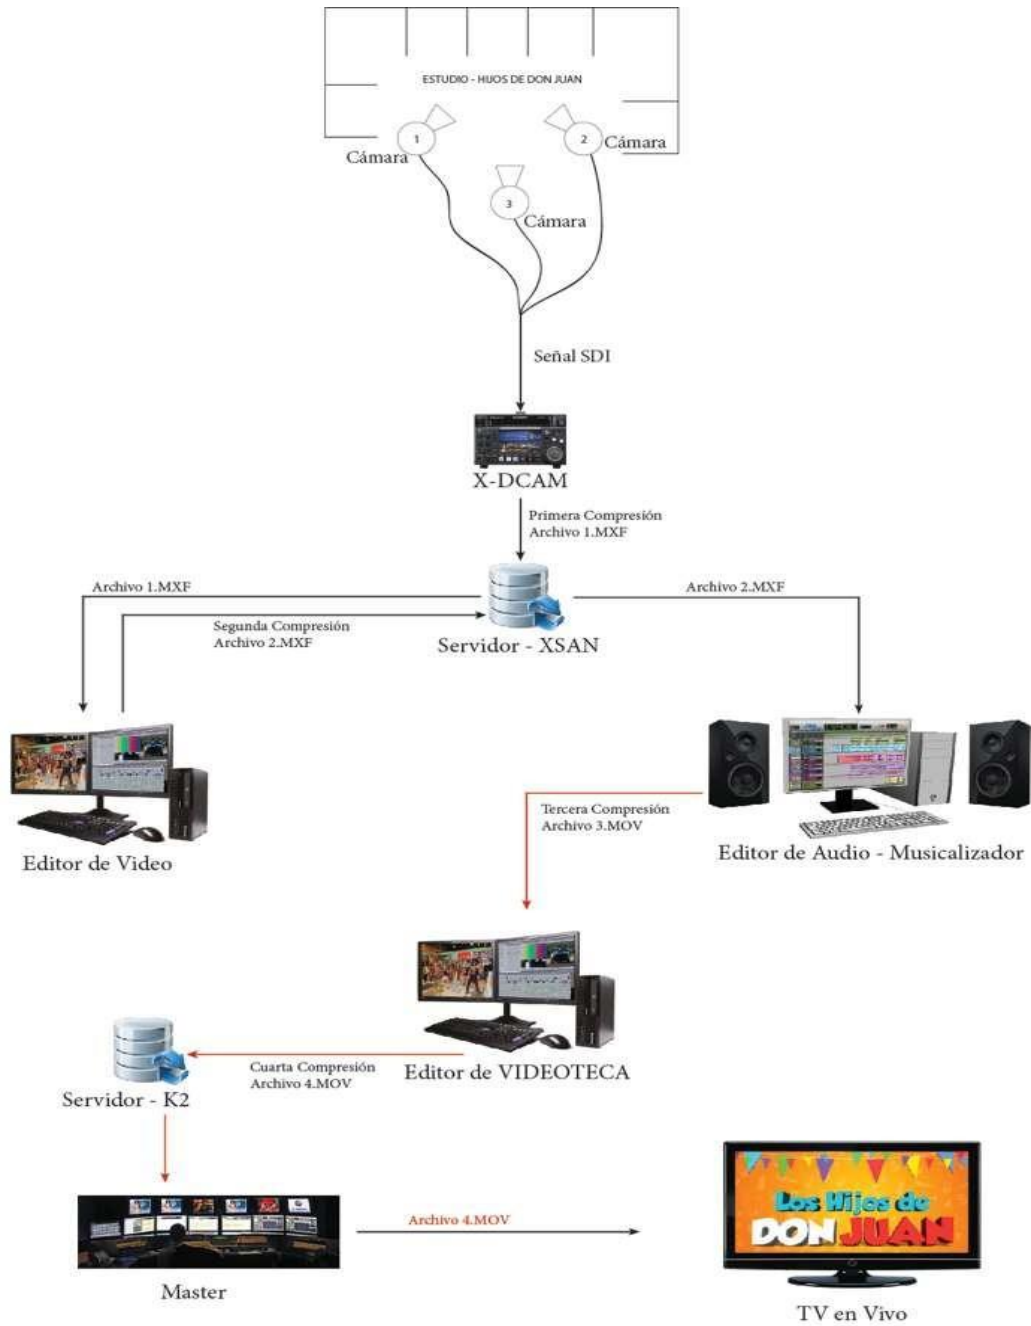 ESTUDIO - HIJOS DE DON JUAN
1
Cámara
2
Cámara
3
Cámara
Señal SDI
X-DCAM
Primera Compresión
Archivo 1.MXF
Archivo 1.MXF
Archivo 2.MXF
Segunda Compresión
Archivo 2.MXF
Servidor - XSAN
Tercera Compresión
Archivo 3.MOV
Editor de Video
Editor de Audio - Musicalizador
Cuarta Compresión
Archivo 4.MOV
Editor de VIDEOTECA
Servidor - K2
Los Hijos de
DON JUAN
Archivo 4.MOV
Master
TV en Vivo